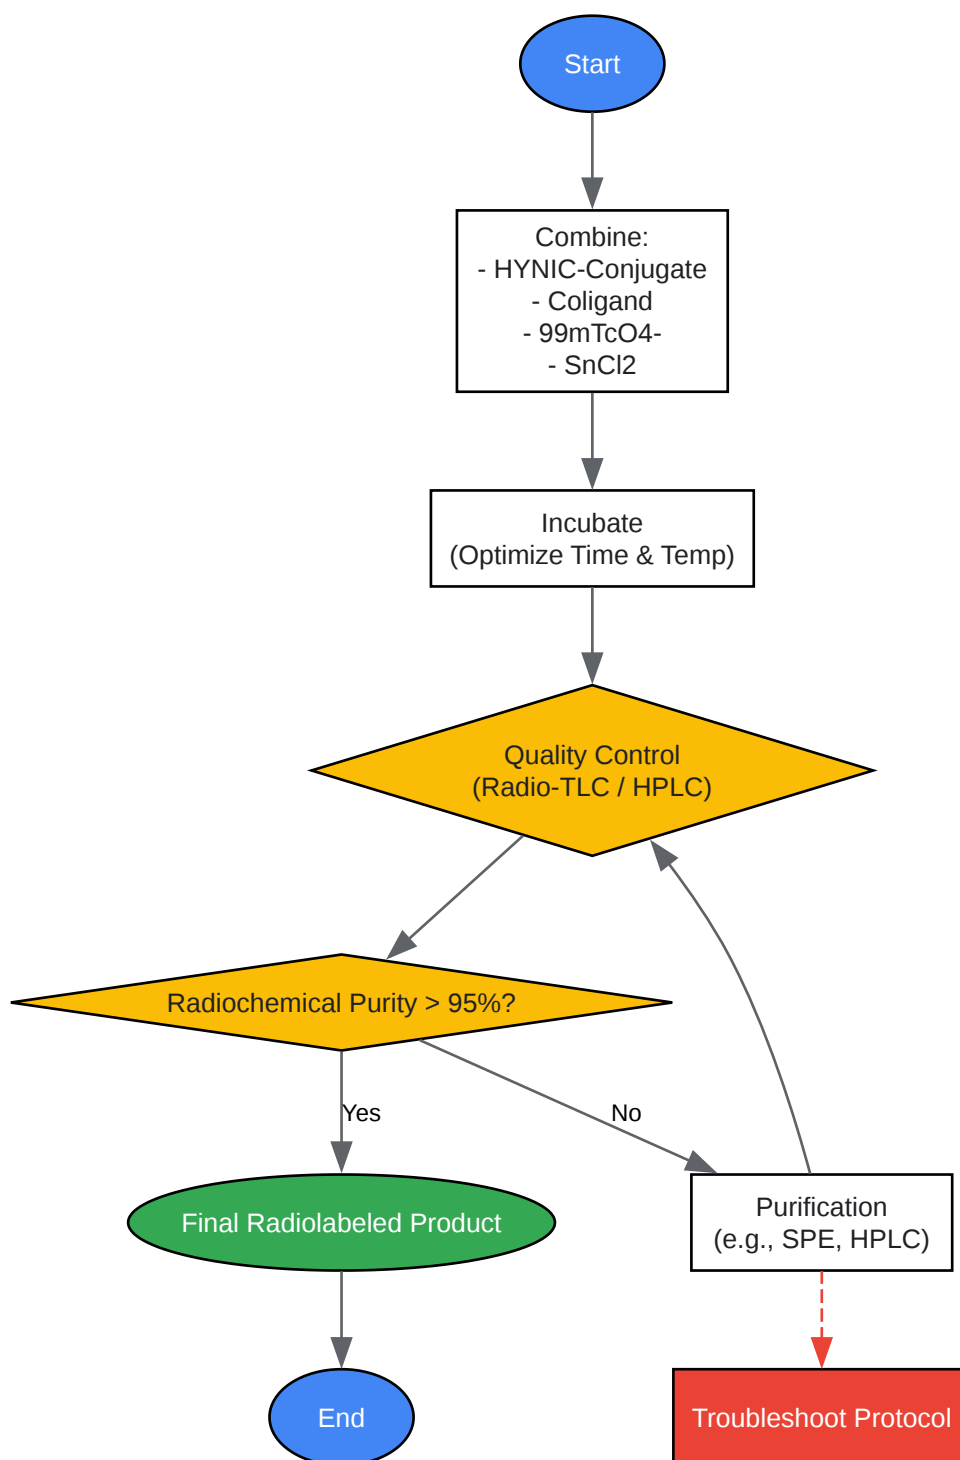 Start
Combine:
- HYNIC-Conjugate
- Coligand
- 99mTcO4-
- SnCl2
Incubate
(Optimize Time & Temp)
Quality Control
(Radio-TLC / HPLC)
Radiochemical Purity > 95%?
Yes
No
Final Radiolabeled Product
Purification
(e.g., SPE, HPLC)
End
Troubleshoot Protocol